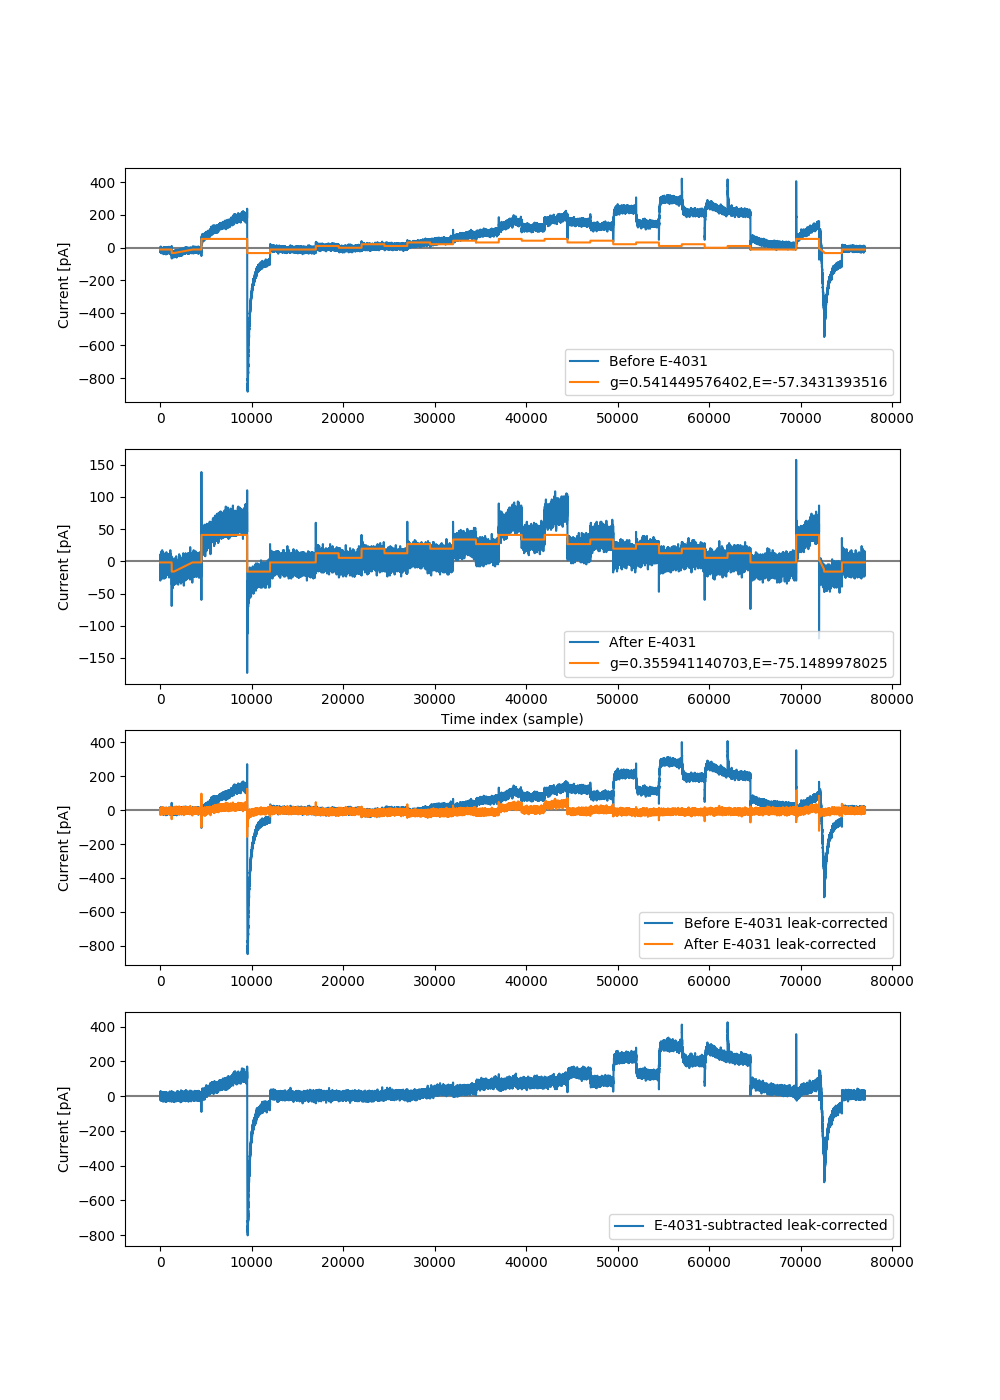 400
200
0
−200
−400
−600
−800
Current [pA]
Before E-4031
g=0.541449576402,E=-57.3431393516
0 10000 20000 30000 40000 50000 60000 70000 80000
150
100
50
0
−50
−100
−150
Current [pA]
After E-4031
g=0.355941140703,E=-75.1489978025
0 10000 20000 30000 40000 50000 60000 70000 80000
Time index (sample)
400
200
0
−200
−400
−600
−800
Current [pA]
Before E-4031 leak-corrected
After E-4031 leak-corrected
0 10000 20000 30000 40000 50000 60000 70000 80000
400
200
0
−200
−400
−600
−800
Current [pA]
E-4031-subtracted leak-corrected
0 10000 20000 30000 40000 50000 60000 70000 80000